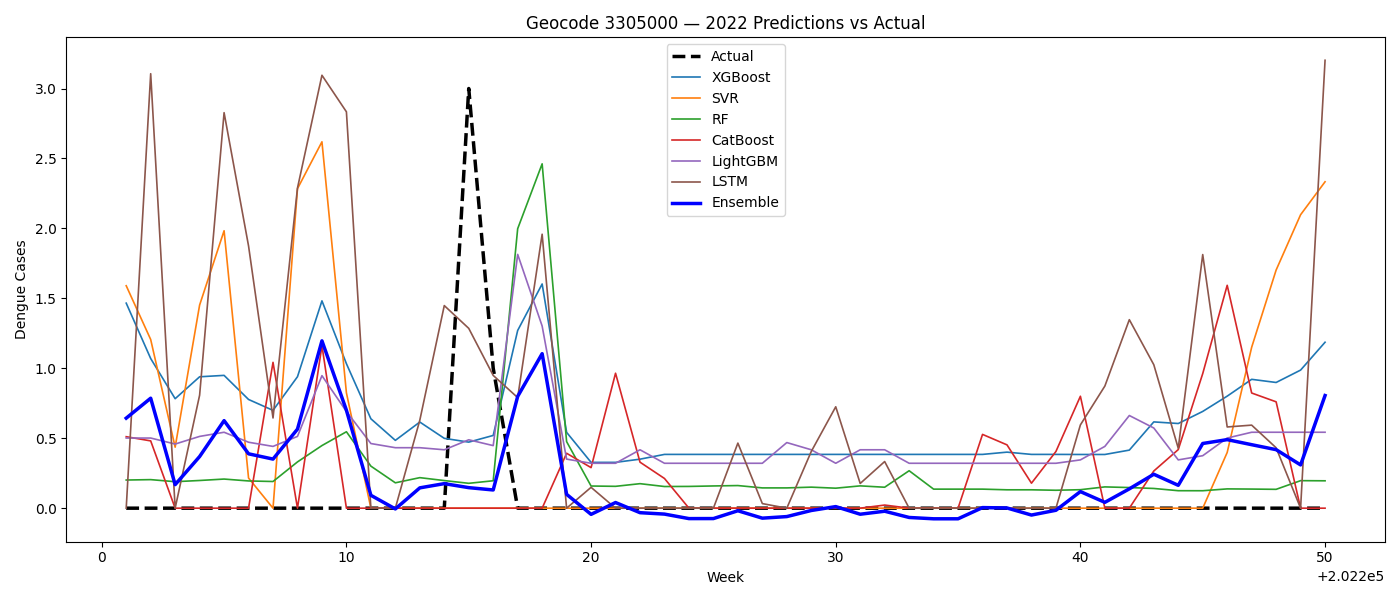 Geocode 3305000 — 2022 Predictions vs Actual
Dengue Cases
3.0
2.5
2.0
1.5
1.0
0.5
0.0
Actual
XGBoost
SVR
RF
CatBoost
LightGBM
LSTM
Ensemble
0
10
20
30
40
50
+2.022e5
Week